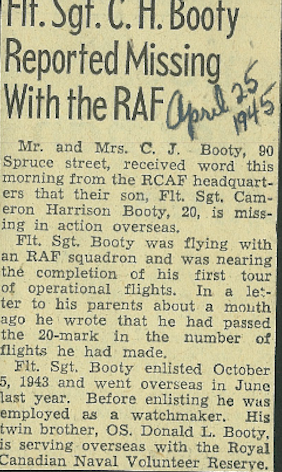 Flt. Sgt. C. H. Booty
Reported Missing
With the RAF
April 25
1945
Mr. and Mrs. C. J. Booty, 90
Spruce street, received word this
morning from the RCAF headquart-
ers that their son, Flt. Sgt. Cam-
eron Harrison Booty, 20, is miss-
ing in action overseas.
Flt. Sgt. Booty was flying with
an RAF squadron and was nearing
the completion of his first tour
of operational flights. In a let-
ter to his parents about a month
ago he wrote that he had passed
the 20-mark in the number of
flights he had made.
Flt. Sgt. Booty enlisted October
5, 1943 and went overseas in June
last year. Before enlisting he was
employed as a watchmaker. His
twin brother, OS. Donald L. Booty,
is serving overseas with the Royal
Canadian Naval Volunteer Reserve.